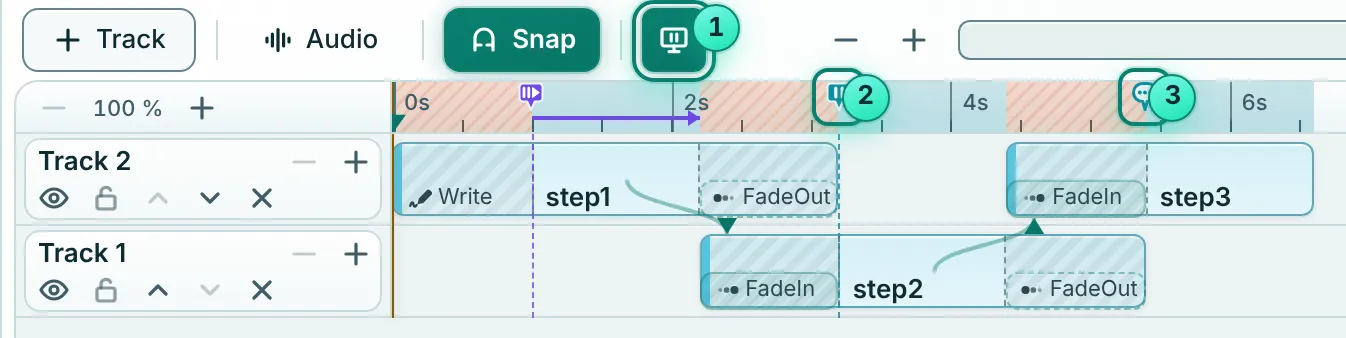 Track Audio Snap 1
100 % 0s 2s 2 4s 3 6s
Track 2
Write step1 FadeOut FadeIn step3
Track 1
FadeIn step2 FadeOut